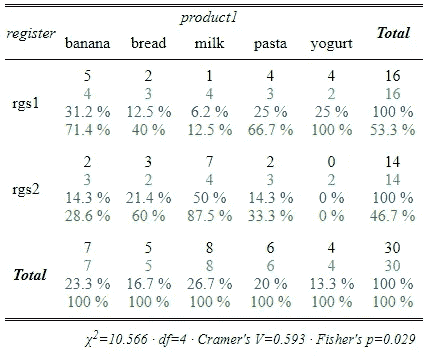 register product1 Total
banana bread milk pasta yogurt
rgs1
5 2 1 4 4 16
4 3 4 3 2 16
31.2 % 12.5 % 6.2 % 25 % 25 % 100 %
71.4 % 40 % 12.5 % 66.7 % 100 % 53.3 %
rgs2
2 3 7 2 0 14
3 2 4 3 2 14
14.3 % 21.4 % 50 % 14.3 % 0 % 100 %
28.6 % 60 % 87.5 % 33.3 % 0 % 46.7 %
Total
7 5 8 6 4 30
7 5 8 6 4 30
23.3 % 16.7 % 26.7 % 20 % 13.3 % 100 %
100 % 100 % 100 % 100 % 100 % 100 %
χ2=10.566 · df=4 · Cramer's V=0.593 · Fisher's p=0.029